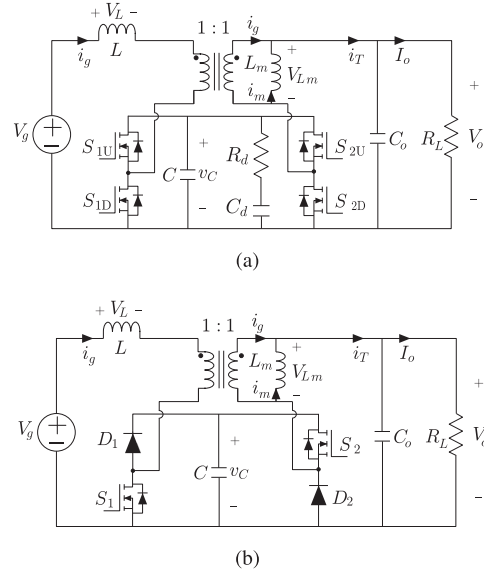 + V_L − 1 : 1
i_g L i_g + i_T I_o
L_m V_Lm
i_m −
V_g + −
S_1U S_2U
C + v_C − R_d C_o R_L + V_o −
S_1D C_d S_2D
(a)
+ V_L − 1 : 1
i_g L i_g + i_T I_o
L_m V_Lm
i_m −
V_g + −
D_1 S_2
C + v_C − C_o R_L + −
S_1 D_2
(b)